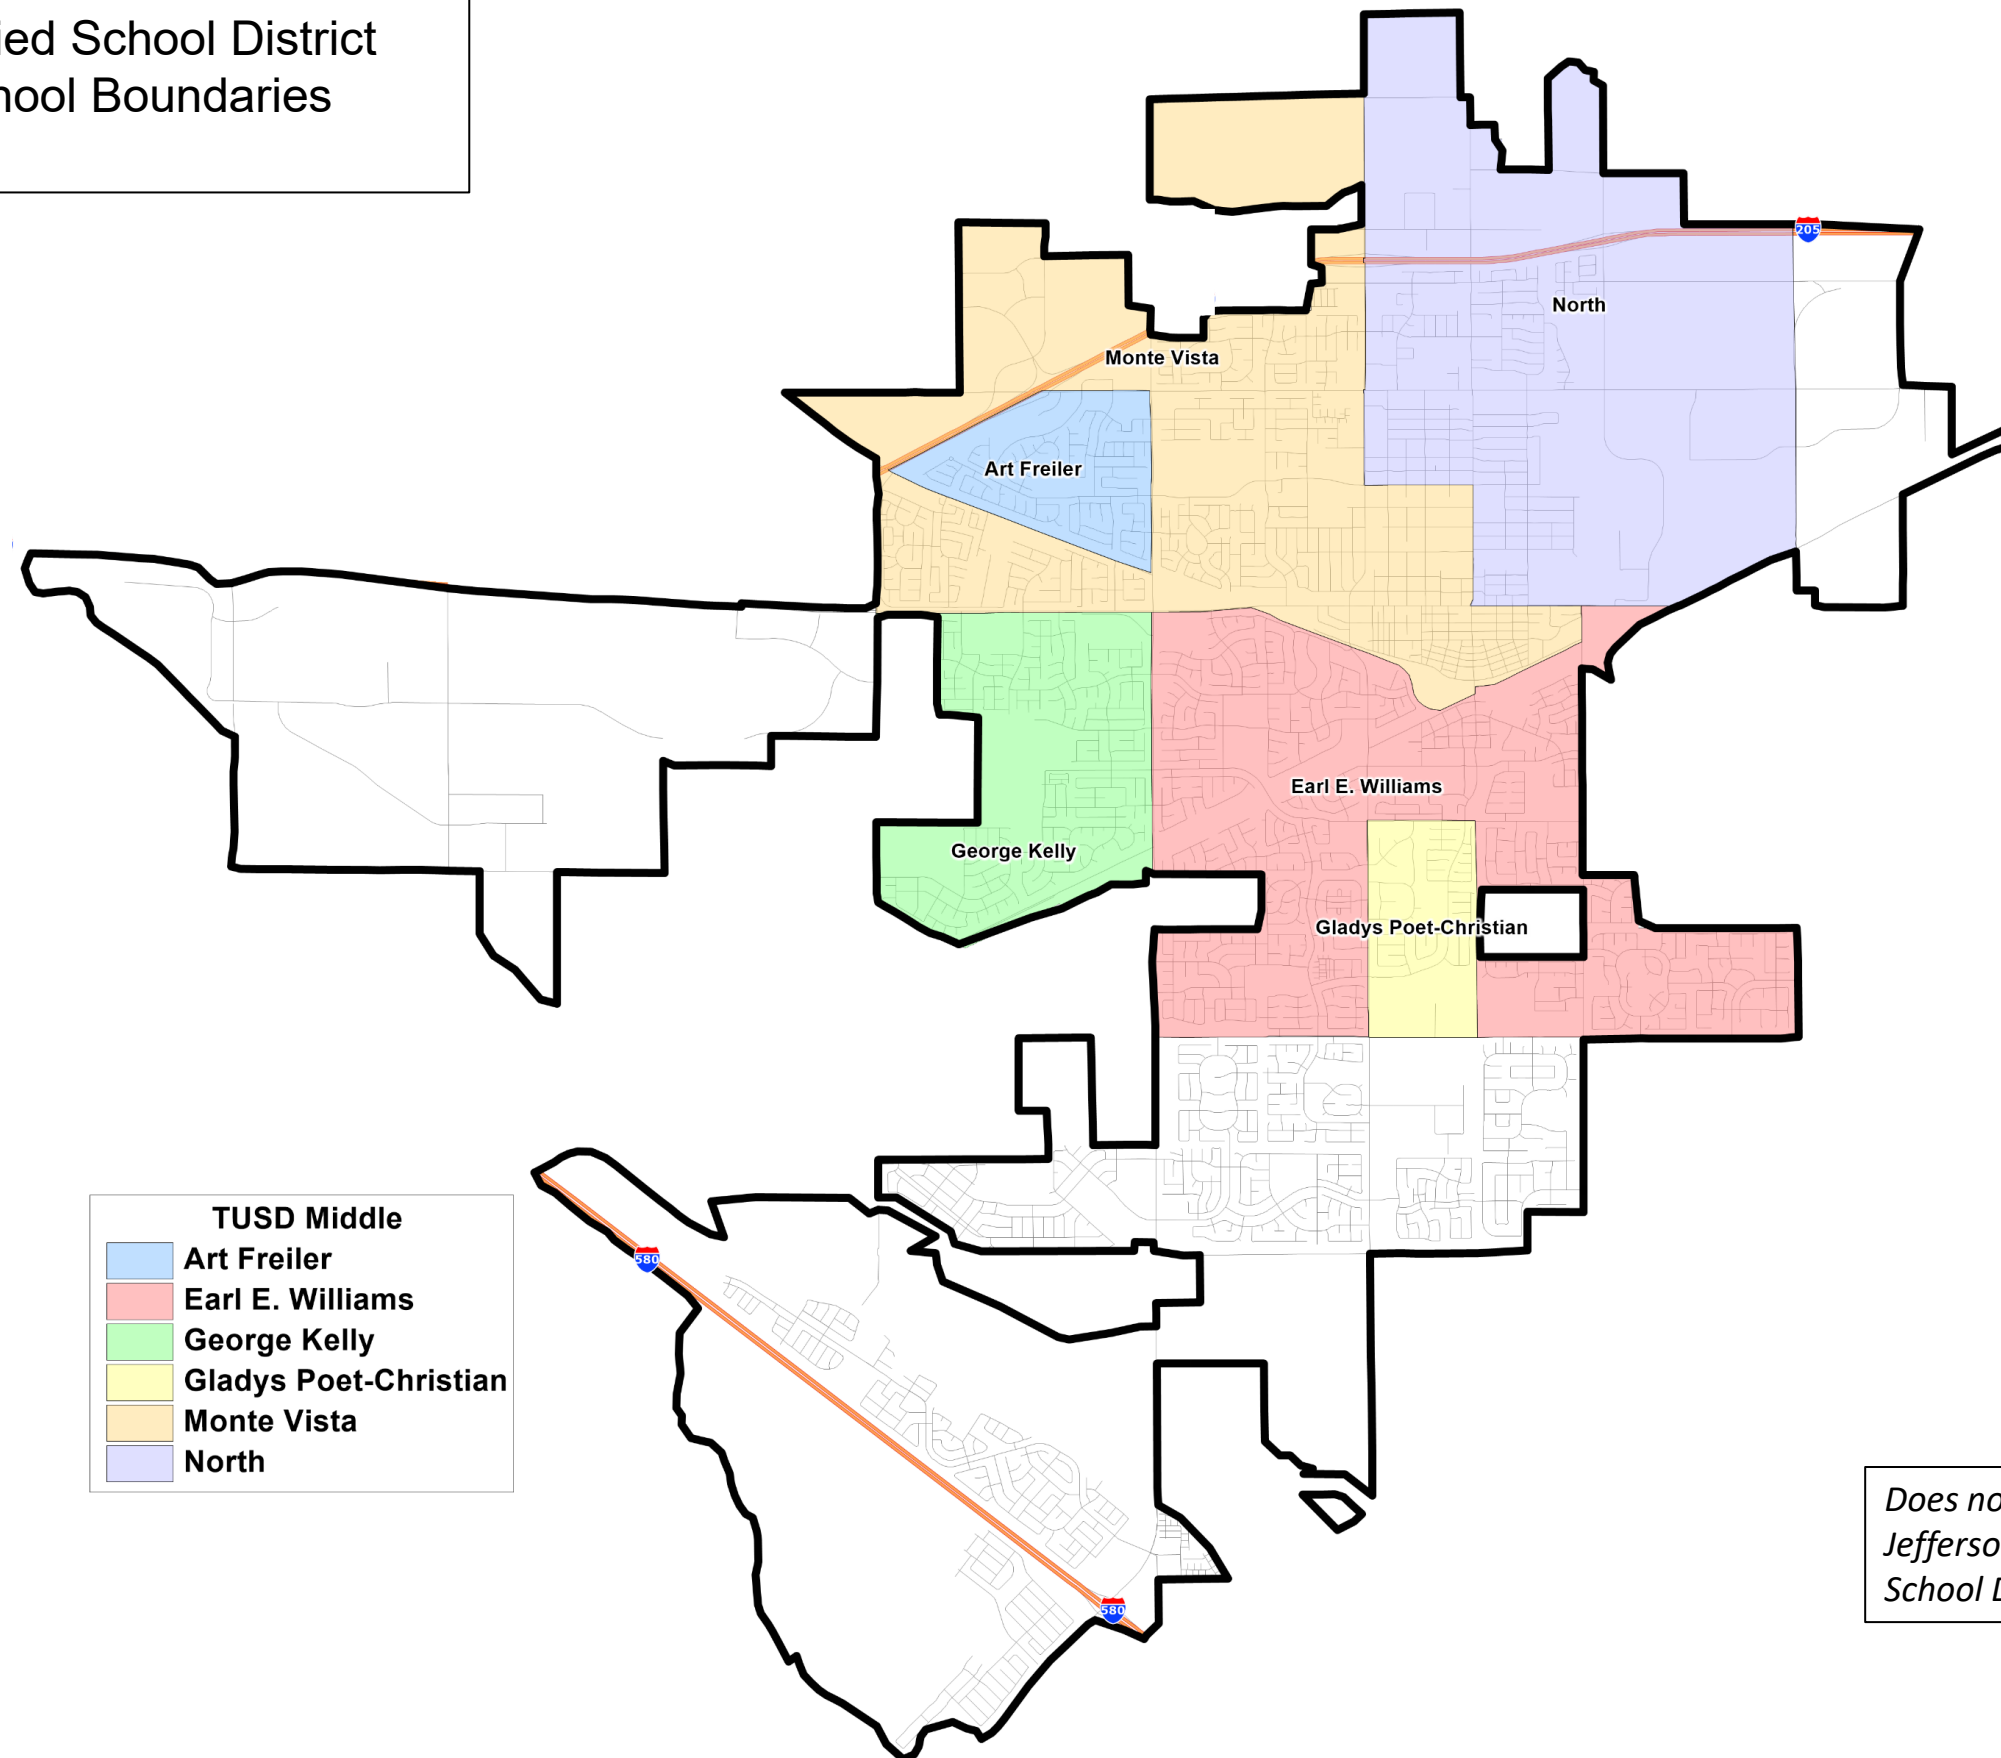 ied School District
hool Boundaries
205
North
Monte Vista
Art Freiler
Earl E. Williams
George Kelly
Gladys Poet-Christian
TUSD Middle
Art Freiler
Earl E. Williams
George Kelly
Gladys Poet-Christian
Monte Vista
North
580
580
Does no
Jefferso
School D